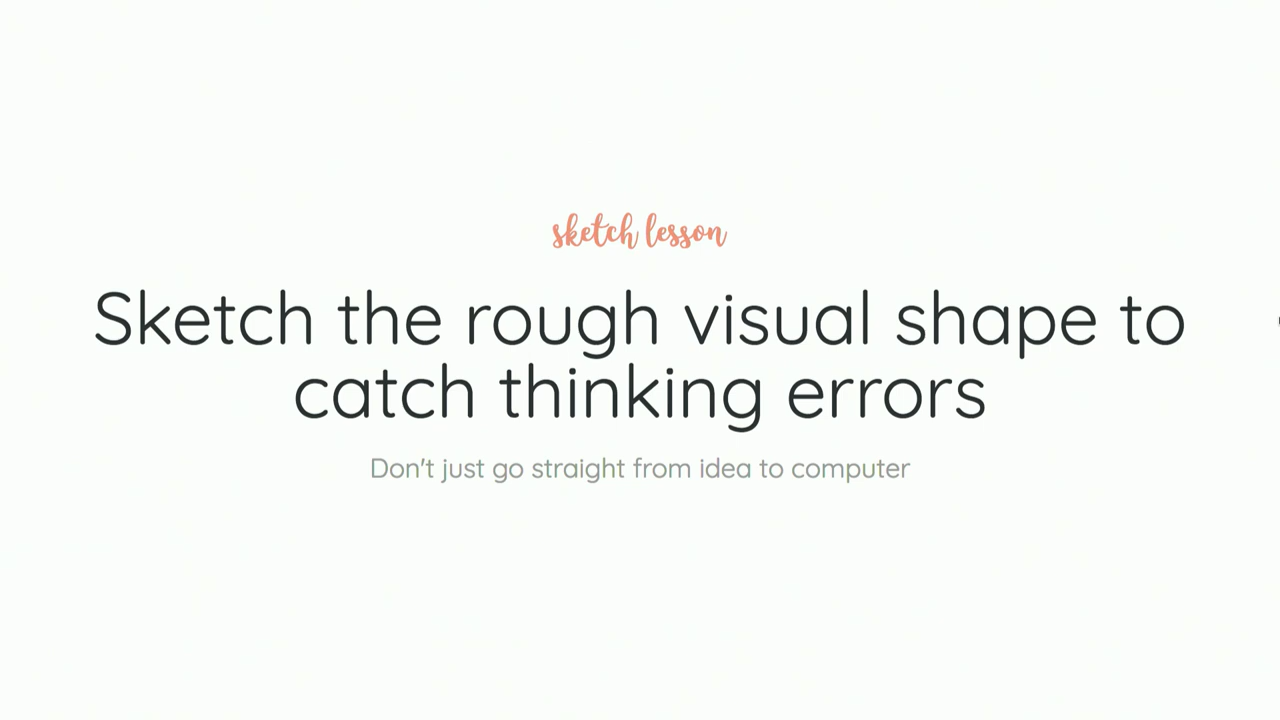 sketch lesson
Sketch the rough visual shape to
catch thinking errors
Don't just go straight from idea to computer